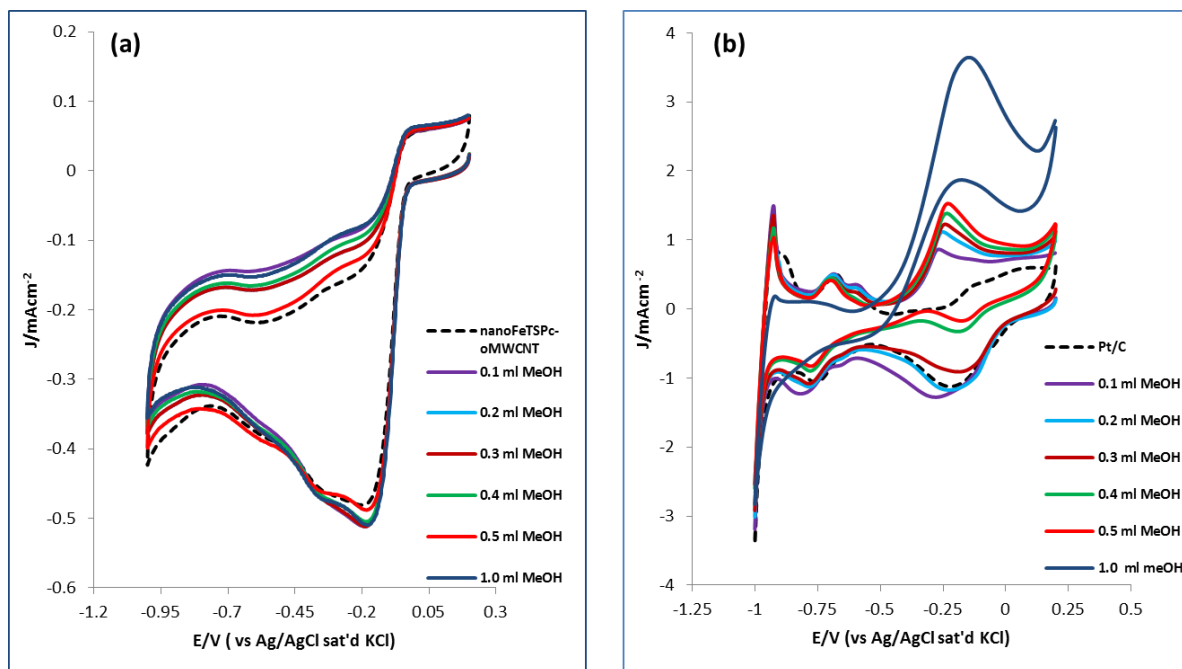 (a)
J/mAcm-2
0.2
0.1
0
-0.1
-0.2
-0.3
-0.4
-0.5
-0.6
-1.2
-0.95
-0.7
-0.45
-0.2
0.05
0.3
E/V ( vs Ag/AgCl sat'd KCl)
nanoFeTSPc-
oMWCNT
0.1 ml MeOH
0.2 ml MeOH
0.3 ml MeOH
0.4 ml MeOH
0.5 ml MeOH
1.0 ml MeOH
(b)
J/mAcm-2
4
3
2
1
0
-1
-2
-3
-4
-1.25
-1
-0.75
-0.5
-0.25
0
0.25
0.5
E/V (vs Ag/AgCl sat'd KCl)
Pt/C
0.1 ml MeOH
0.2 ml MeOH
0.3 ml MeOH
0.4 ml MeOH
0.5 ml MeOH
1.0 ml meOH